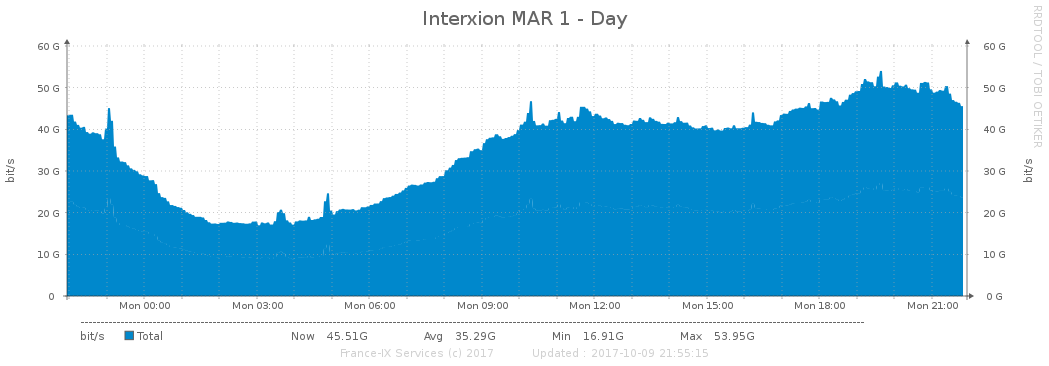 Interxion MAR 1 - Day
RRDTOOL / TOBI OETIKER
60 G 60 G
50 G 50 G
40 G 40 G
30 G 30 G
20 G 20 G
10 G 10 G
0 0 G
bit/s bit/s
Mon 00:00 Mon 03:00 Mon 06:00 Mon 09:00 Mon 12:00 Mon 15:00 Mon 18:00 Mon 21:00
bit/s Total Now 45.51G Avg 35.29G Min 16.91G Max 53.95G
France-IX Services (c) 2017 Updated : 2017-10-09 21:55:15